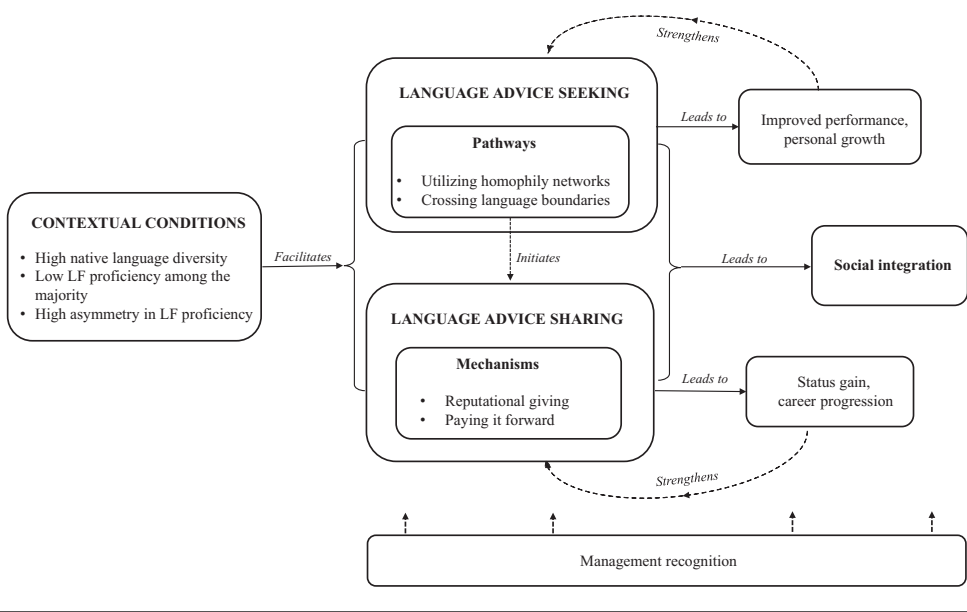 Strengthens
LANGUAGE ADVICE SEEKING
Pathways
• Utilizing homophily networks
• Crossing language boundaries
Leads to
Improved performance,
personal growth
CONTEXTUAL CONDITIONS
• High native language diversity
• Low LF proficiency among the
majority
• High asymmetry in LF proficiency
Facilitates
Initiates
Leads to
Social integration
LANGUAGE ADVICE SHARING
Mechanisms
• Reputational giving
• Paying it forward
Leads to
Status gain,
career progression
Strengthens
Management recognition